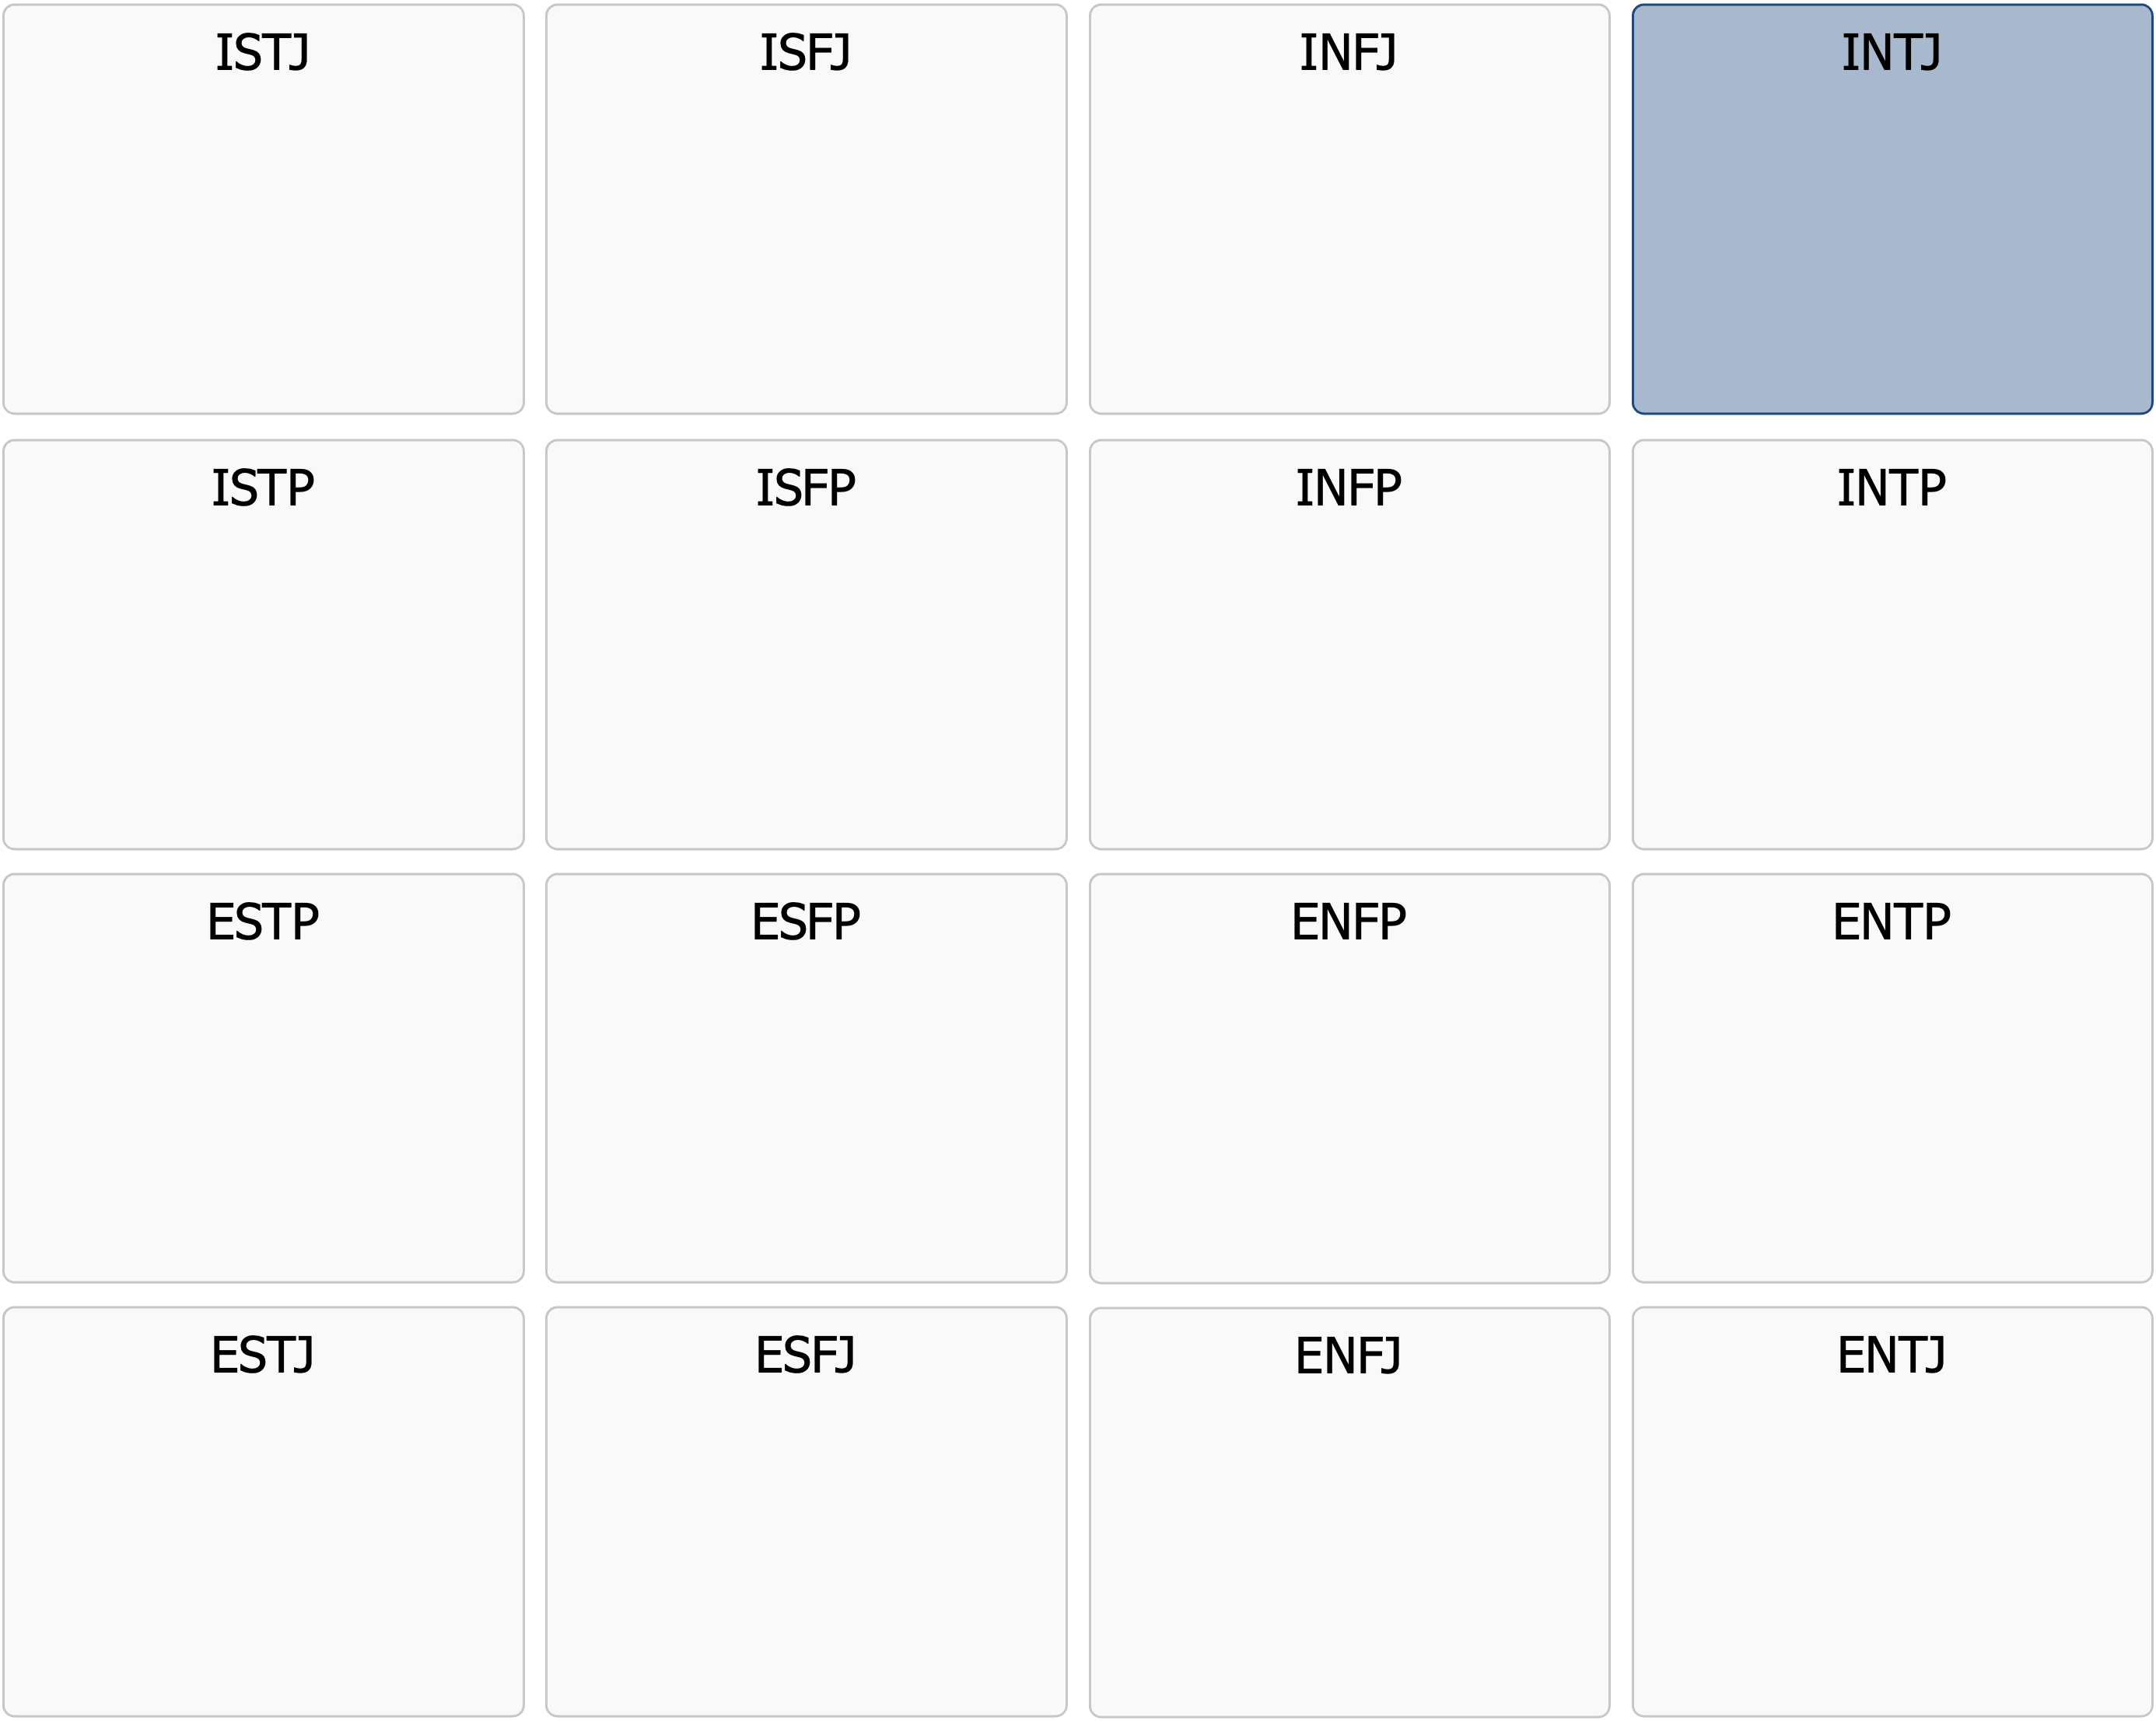 ISTJ
ISFJ
INFJ
INTJ
ISTP
ISFP
INFP
INTP
ESTP
ESFP
ENFP
ENTP
ESTJ
ESFJ
ENFJ
ENTJ